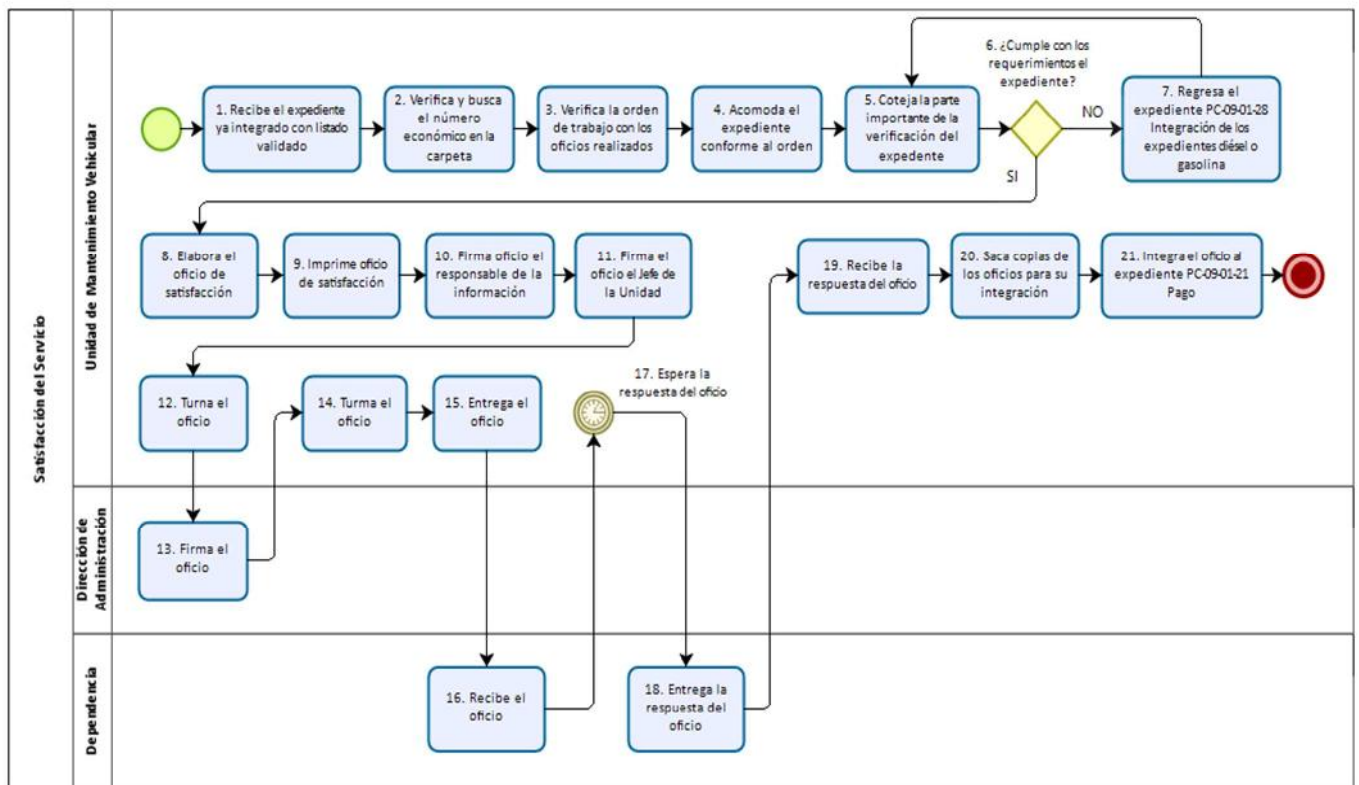 Satisfacción del Servicio
Unidad de Mantenimiento Vehicular
1. Recibe el expediente
ya integrado con listado
validado
2. Verifica y busca
el número
económico en la
carpeta
3. Verifica la orden
de trabajo con los
oficios realizados
4. Acomoda el
expediente
conforme al orden
5. Coteja la parte
importante de la
verificación del
expedente
6. ¿Cumple con los
requerimientos el
expediente?
NO
SI
7. Regresa el
expediente PC-09-01-28
Integración de los
expedientes diésel o
gasolina
8. Elabora el
oficio de
satisfacción
9. Imprime oficio
de satisfacción
10. Firma oficio el
responsable de la
información
11. Firma el
oficio el Jefe de
la Unidad
12. Turna el
oficio
14. Turma el
oficio
15. Entrega el
oficio
17. Espera la
respuesta del oficio
19. Recibe la
respuesta del oficio
20. Saca copias de
los oficios para su
integración
21. Integra el oficio al
expediente PC-09-01-21
Pago
Dirección de
Administración
13. Firma el
oficio
Dependencia
16. Recibe el
oficio
18. Entrega la
respuesta del
oficio